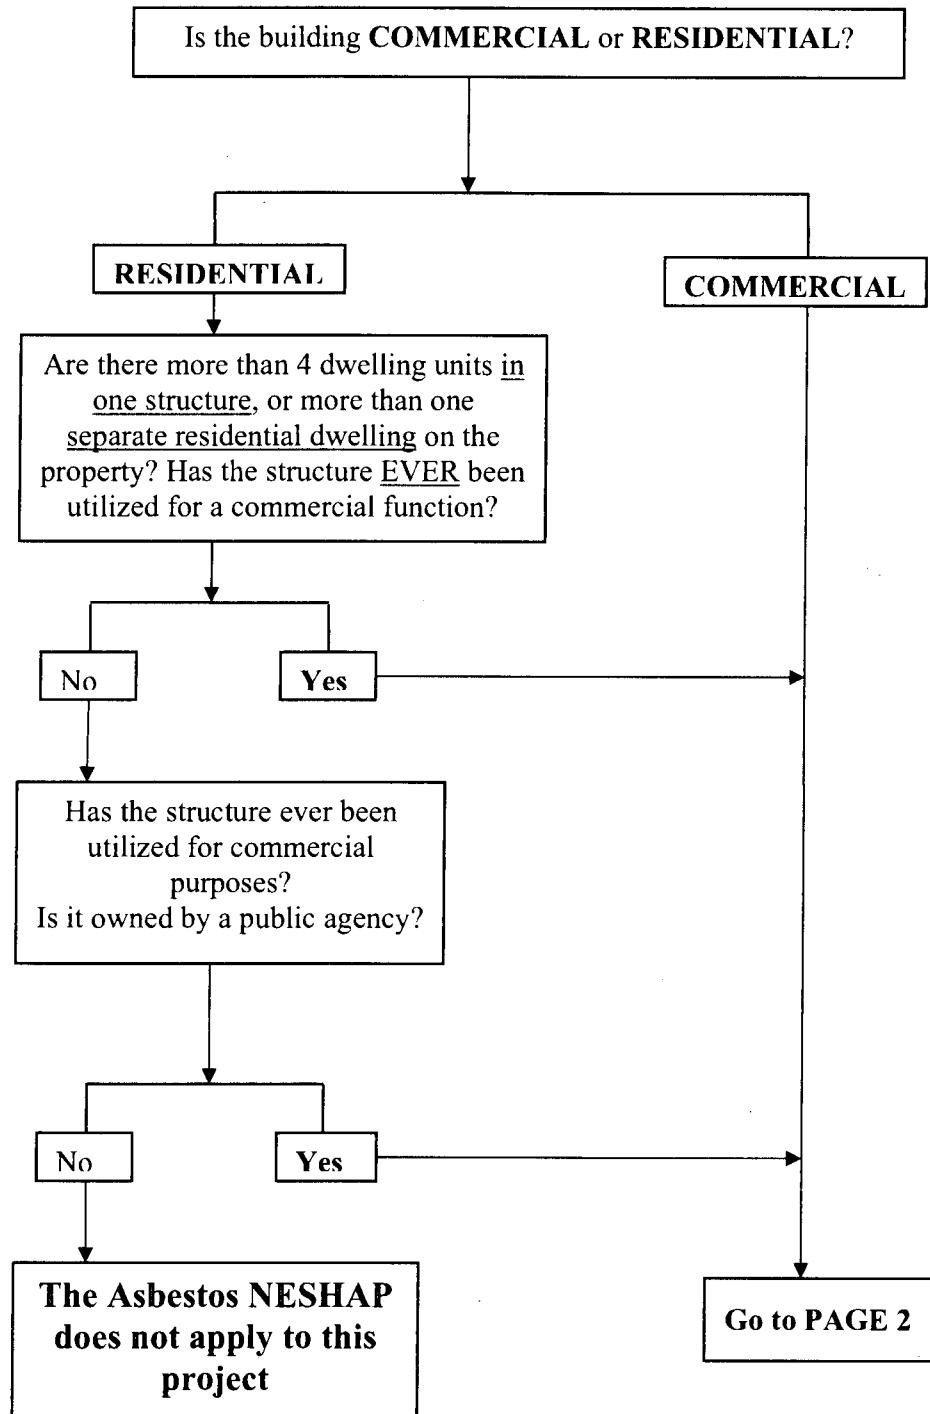 Is the building COMMERCIAL or RESIDENTIAL?
RESIDENTIAL
COMMERCIAL
Are there more than 4 dwelling units in
one structure, or more than one
separate residential dwelling on the
property? Has the structure EVER been
utilized for a commercial function?
No
Yes
Has the structure ever been
utilized for commercial
purposes?
Is it owned by a public agency?
No
Yes
The Asbestos NESHAP
does not apply to this
project
Go to PAGE 2